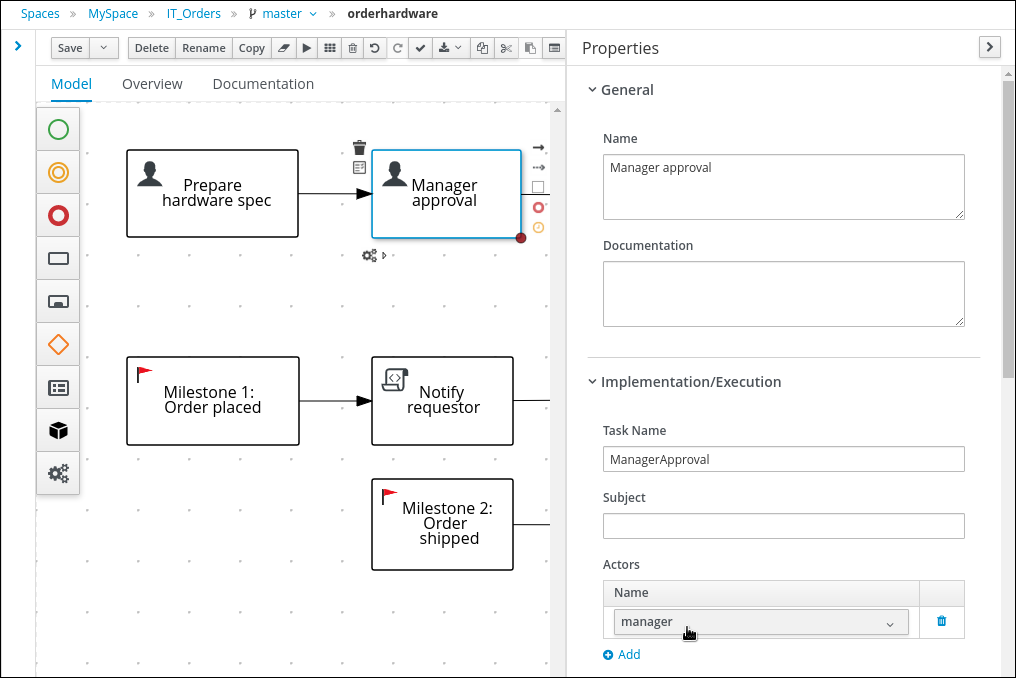 Spaces » MySpace » IT_Orders » master » orderhardware
Save Delete Rename Copy
Model Overview Documentation
Prepare
hardware spec
Manager
approval
Milestone 1:
Order placed
Notify
requestor
Milestone 2:
Order
shipped
Properties
General
Name
Manager approval
Documentation
Implementation/Execution
Task Name
ManagerApproval
Subject
Actors
Name
manager
Add